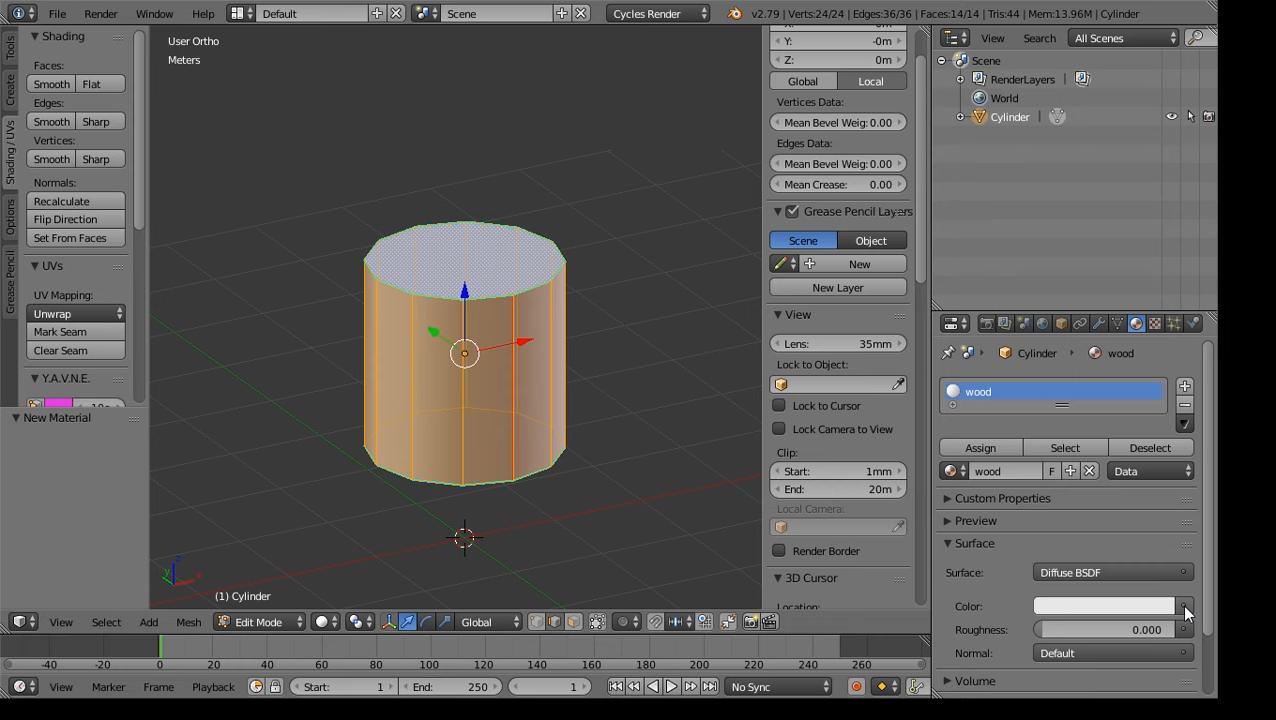 File Render Window Help Default Scene Cycles Render v2.79 | Verts:24/24 | Edges:36/36 | Faces:14/14 | Tris:44 | Mem:13.96M | Cylinder
Tools
Create
Shading / UVs
Options
Grease Pencil
Shading
Faces:
Smooth Flat
Edges:
Smooth Sharp
Vertices:
Smooth Sharp
Normals:
Recalculate
Flip Direction
Set From Faces
UVs
UV Mapping:
Unwrap
Mark Seam
Clear Seam
Y.A.V.N.E.
New Material
User Ortho
Meters
(1) Cylinder
Y: -0m
Z: 0m
Global Local
Vertices Data:
Mean Bevel Weig: 0.00
Edges Data:
Mean Bevel Weig: 0.00
Mean Crease: 0.00
Grease Pencil Layers
Scene Object
New
New Layer
View
Lens: 35mm
Lock to Object:
Lock to Cursor
Lock Camera to View
Clip:
Start: 1mm
End: 20m
Local Camera:
Render Border
3D Cursor
Location:
View Search All Scenes
Scene
RenderLayers
World
Cylinder
Cylinder wood
wood
Assign Select Deselect
wood F Data
Custom Properties
Preview
Surface
Surface: Diffuse BSDF
Color:
Roughness: 0.000
Normal: Default
Volume
View Select Add Mesh Edit Mode Global
-40 -20 0 20 40 60 80 100 120 140 160 180 200 220 240 260
View Marker Frame Playback Start: 1 End: 250 1 No Sync